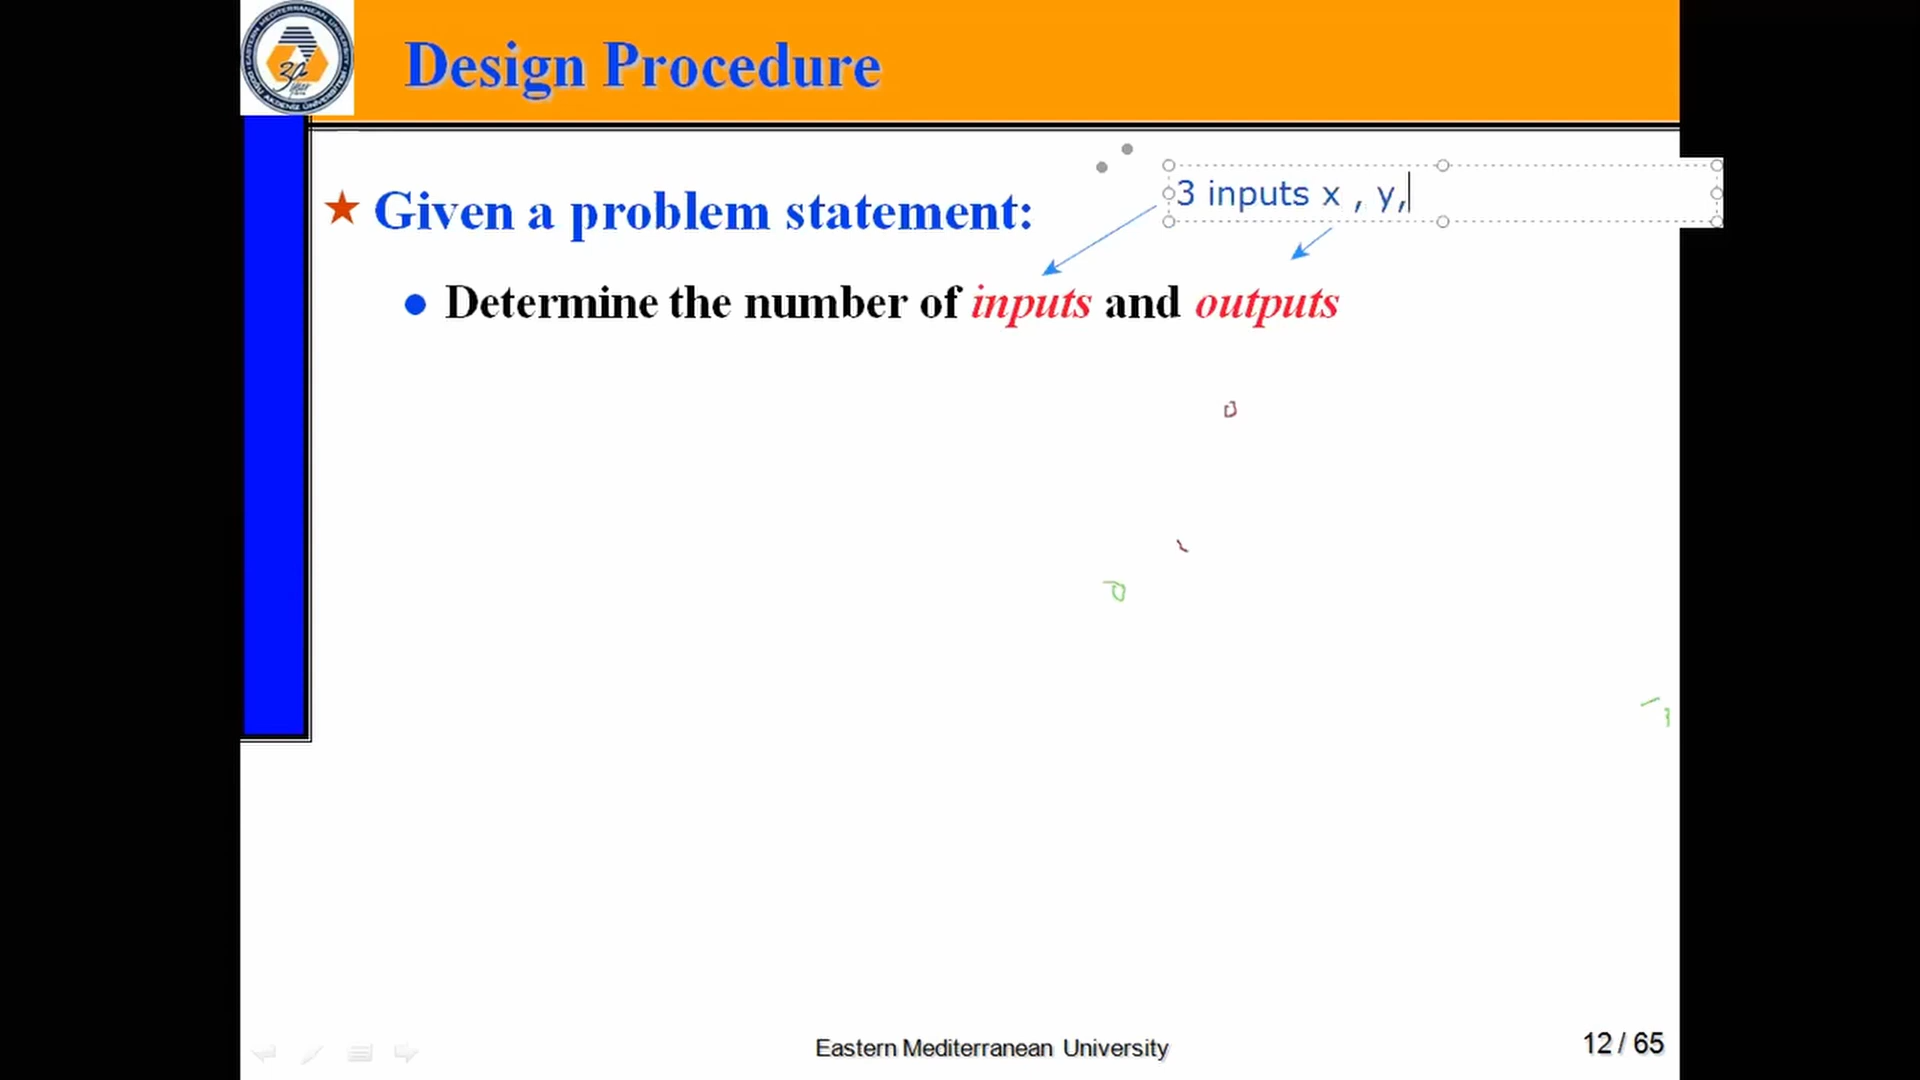 Design Procedure
3 inputs x , y,
Given a problem statement:
Determine the number of inputs and outputs
Eastern Mediterranean University
12 / 65